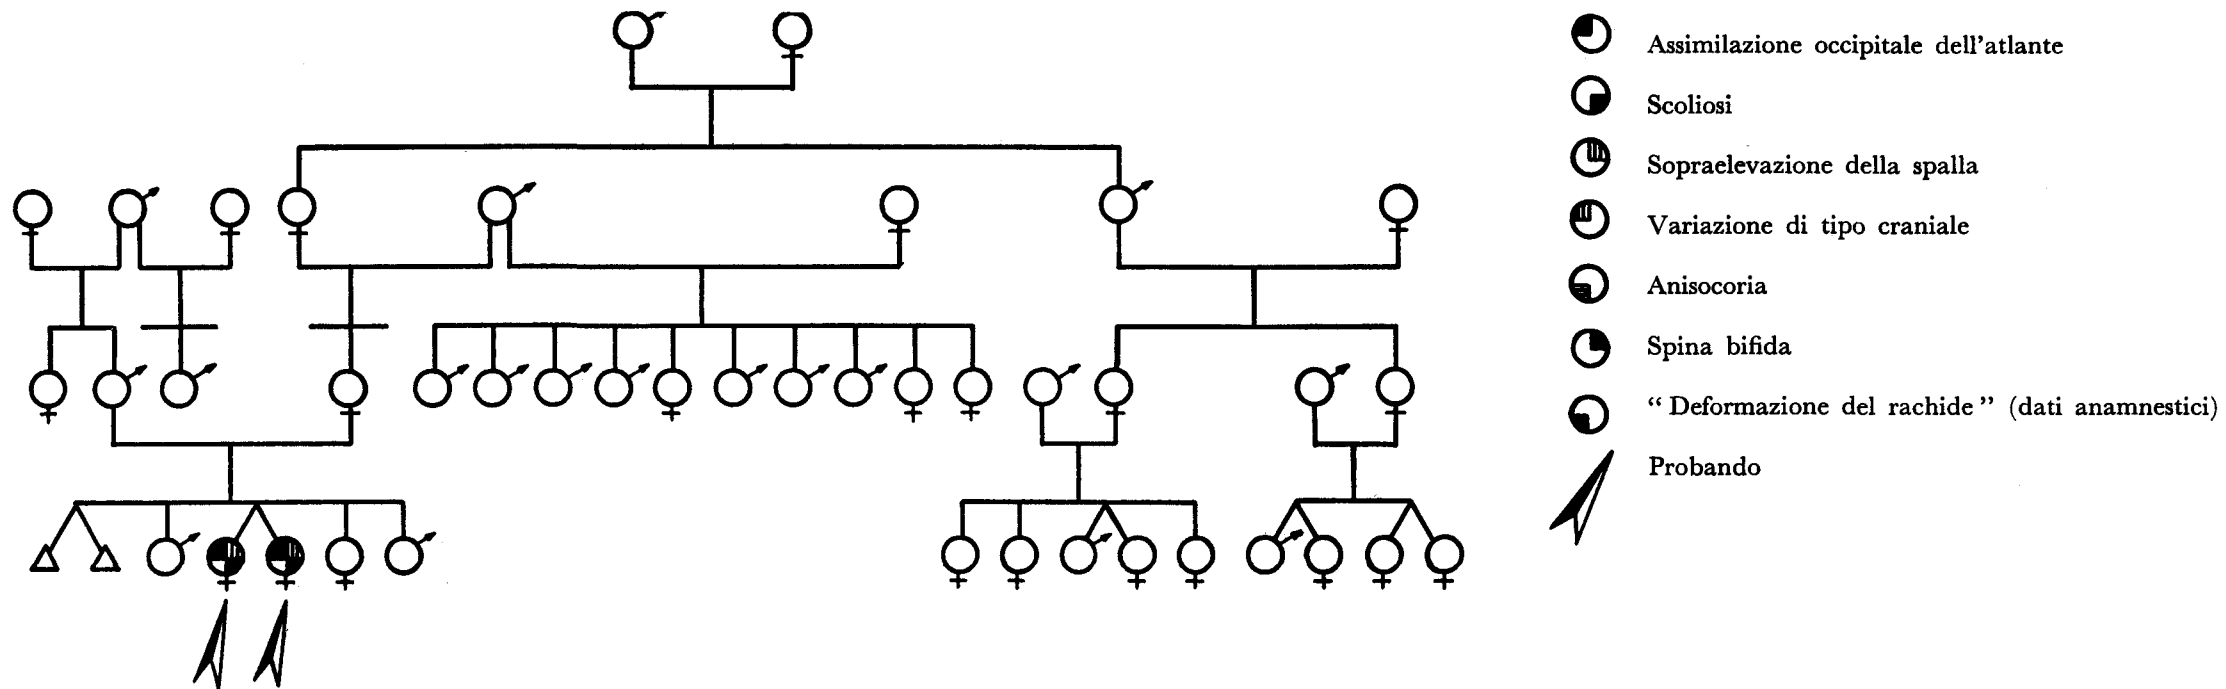 Assimilazione occipitale dell'atlante
Scoliosi
Sopraelevazione della spalla
Variazione di tipo craniale
Anisocoria
Spina bifida
“ Deformazione del rachide ” (dati anamnestici)
Probando